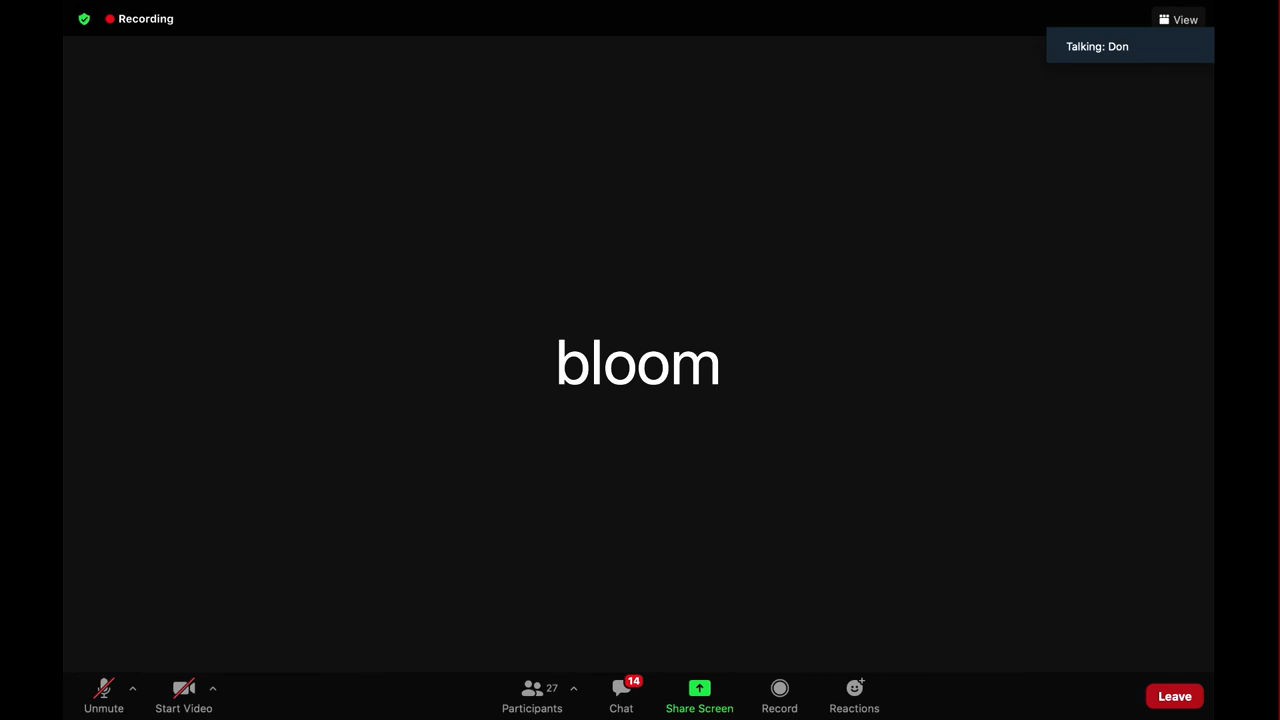 Recording
View
Talking: Don
bloom
27
14
Unmute
Start Video
Participants
Chat
Share Screen
Record
Reactions
Leave